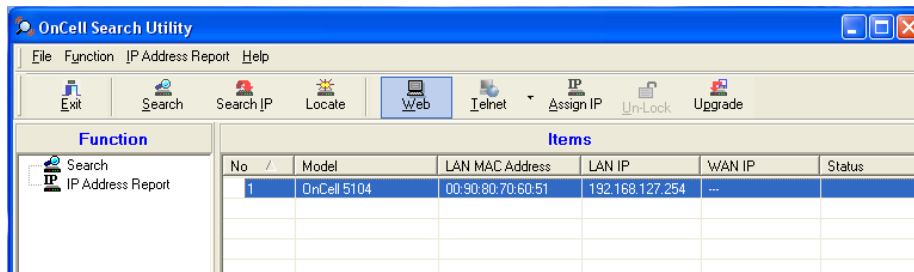 OnCell Search Utility
File Function IP Address Report Help
Exit Search Search IP Locate Web Telnet Assign IP Un-Lock Upgrade
Function Items
Search
IP Address Report
No Model LAN MAC Address LAN IP WAN IP Status
1 OnCell 5104 00:90:80:70:60:51 192.168.127.254 ---